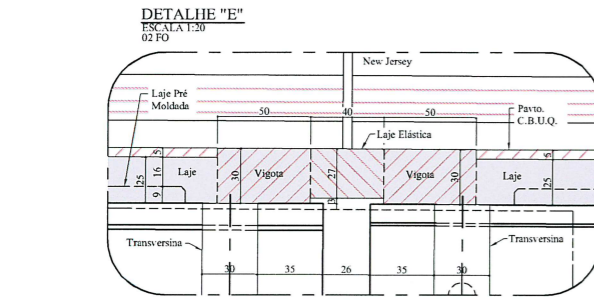 DETALHE "E"
ESCALA 1:20
02 FO
New Jersey
Laje Pré
Moldada
50
40
50
Pavto.
C.B.U.Q.
Laje Elástica
5
16
25
9
Laje
30
Vigota
27
3
Vigota
30
Laje
5
25
Transversina
Transversina
30
35
26
35
30